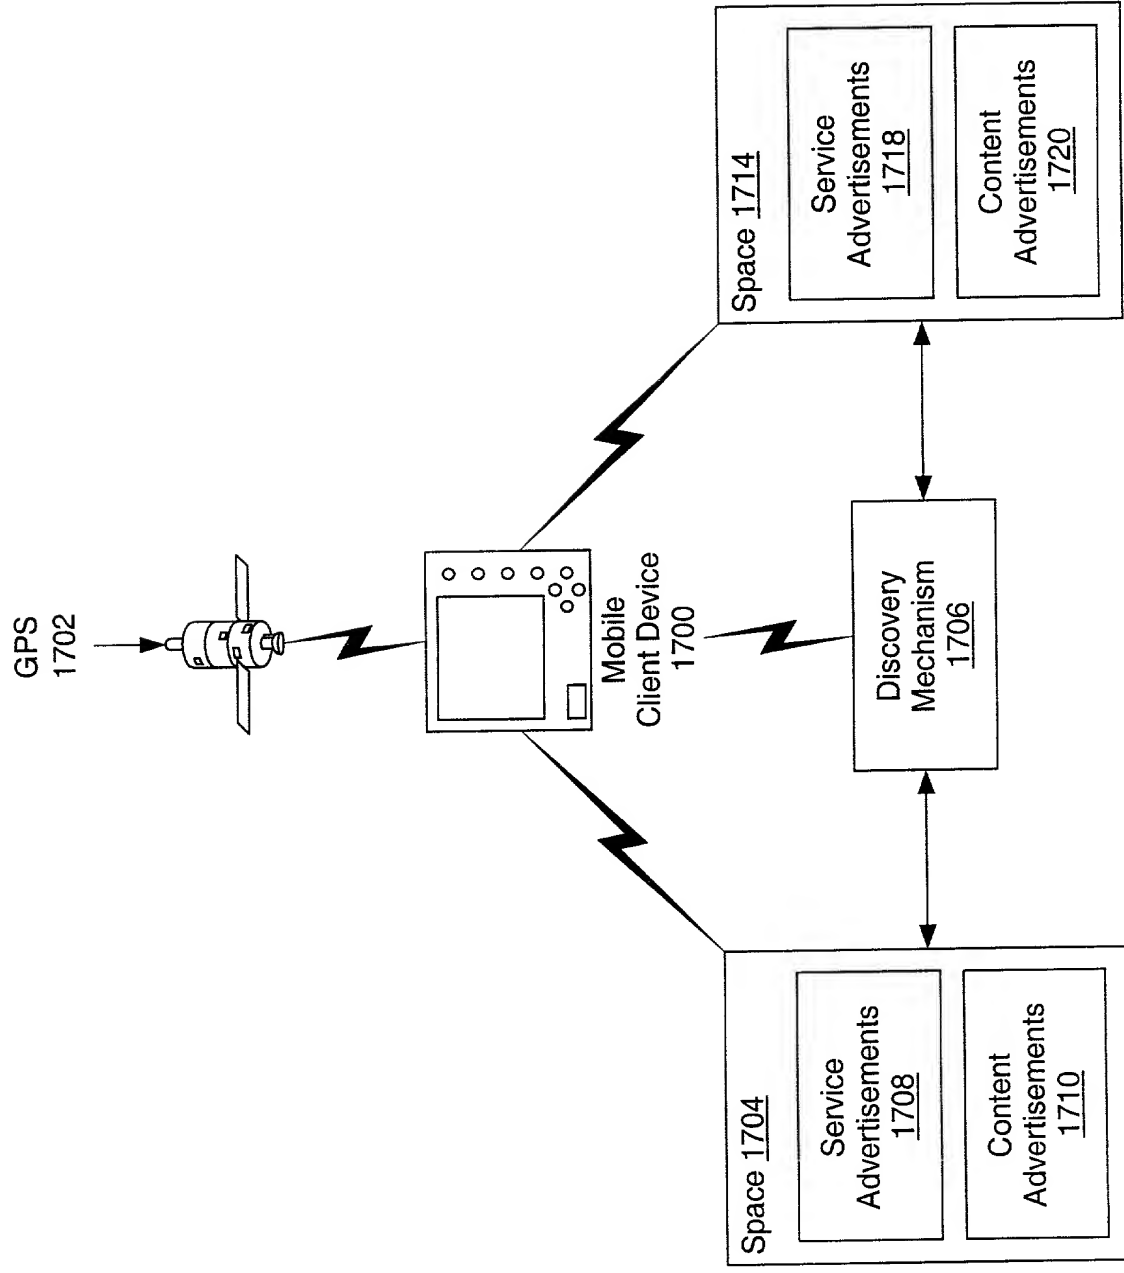 GPS
1702
Mobile
Client Device
1700
Discovery
Mechanism
1706
Space 1704
Service
Advertisements
1708
Content
Advertisements
1710
Space 1714
Service
Advertisements
1718
Content
Advertisements
1720